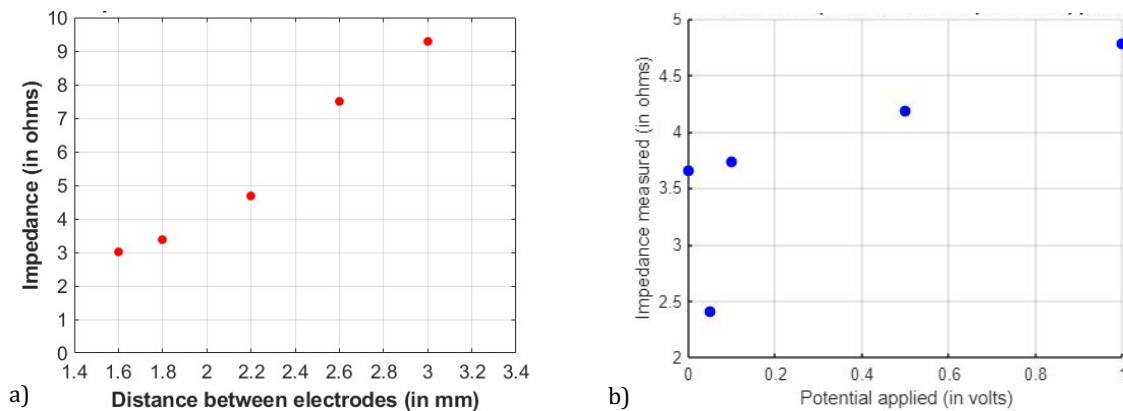 10
9
8
7
6
5
4
3
2
1
0
Impedance (in ohms)
1.4 1.6 1.8 2 2.2 2.4 2.6 2.8 3 3.2 3.4
Distance between electrodes (in mm)
a)
5
4.5
4
3.5
3
2.5
2
Impedance measured (in ohms)
0 0.2 0.4 0.6 0.8 1
Potential applied (in volts)
b)